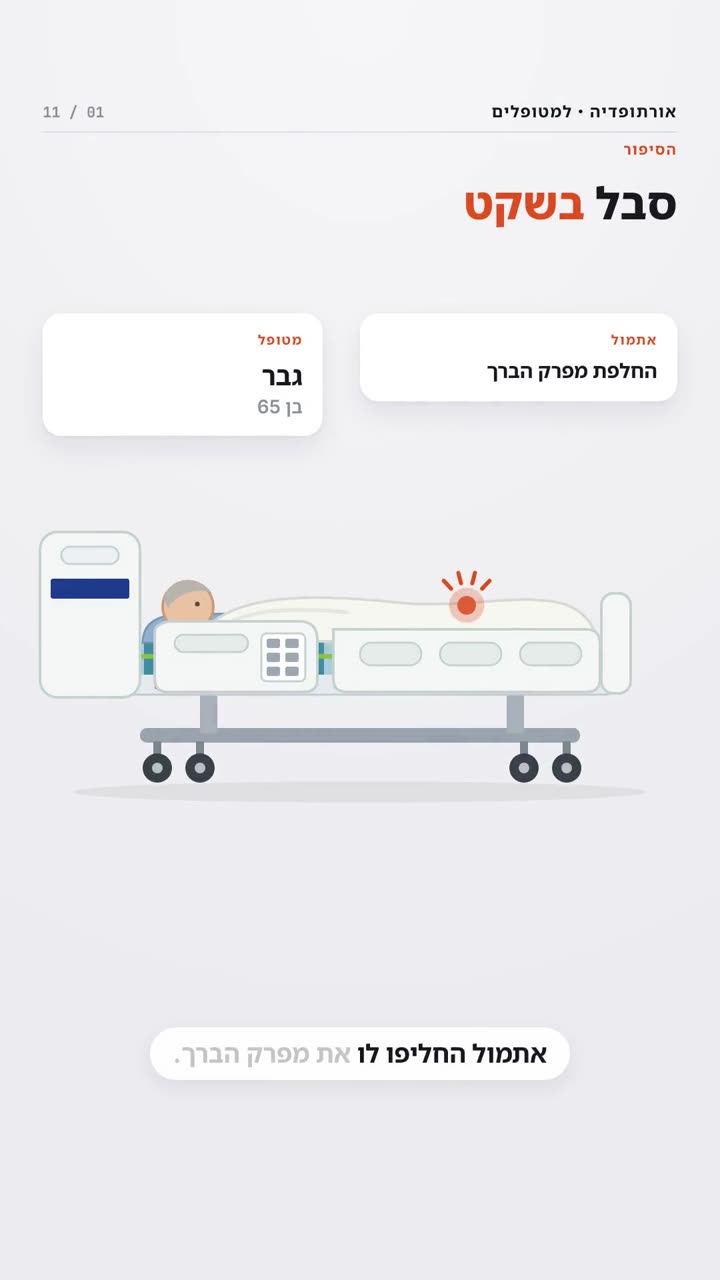 אורתופדיה • למטופלים
01 / 11
הסיפור
סבל בשקט
אתמול
החלפת מפרק הברך
מטופל
גבר
בן 65
אתמול החליפו לו את מפרק הברך.